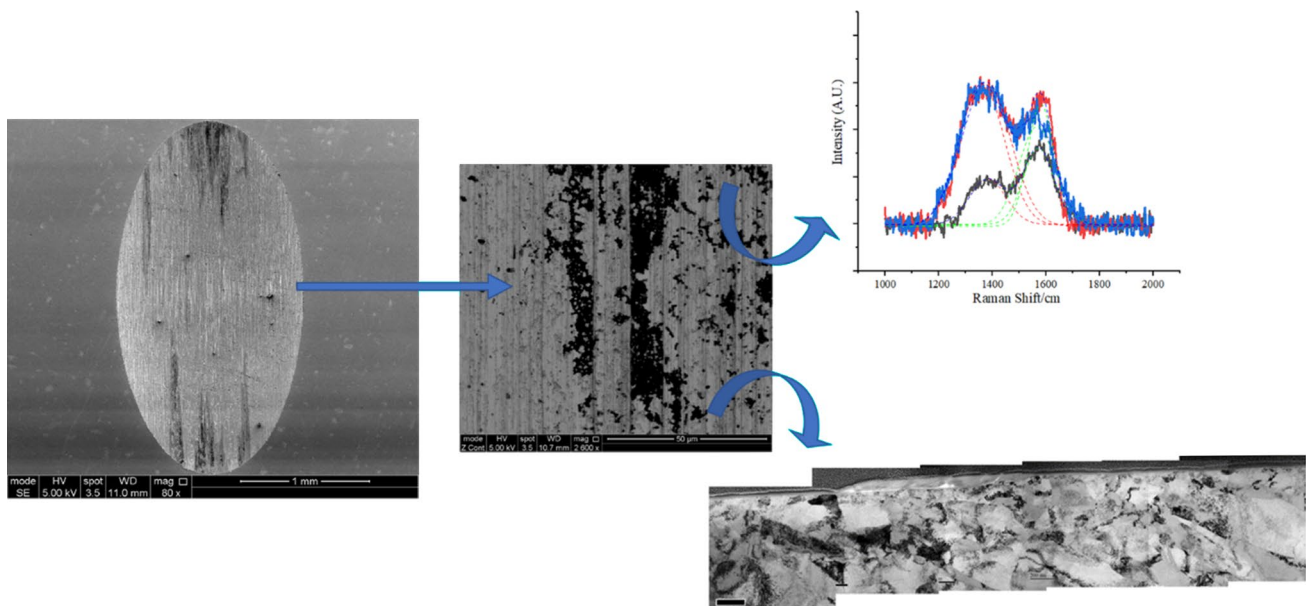 mode HV spot WD mag
SE 5.00 kV 3.5 11.0 mm 80 x
1 mm
mode HV spot WD mag
Z Cont 5.00 kV 3.5 10.7 mm 2 600 x
50 µm
Intensity (A.U.)
1000 1200 1400 1600 1800 2000
Raman Shift/cm